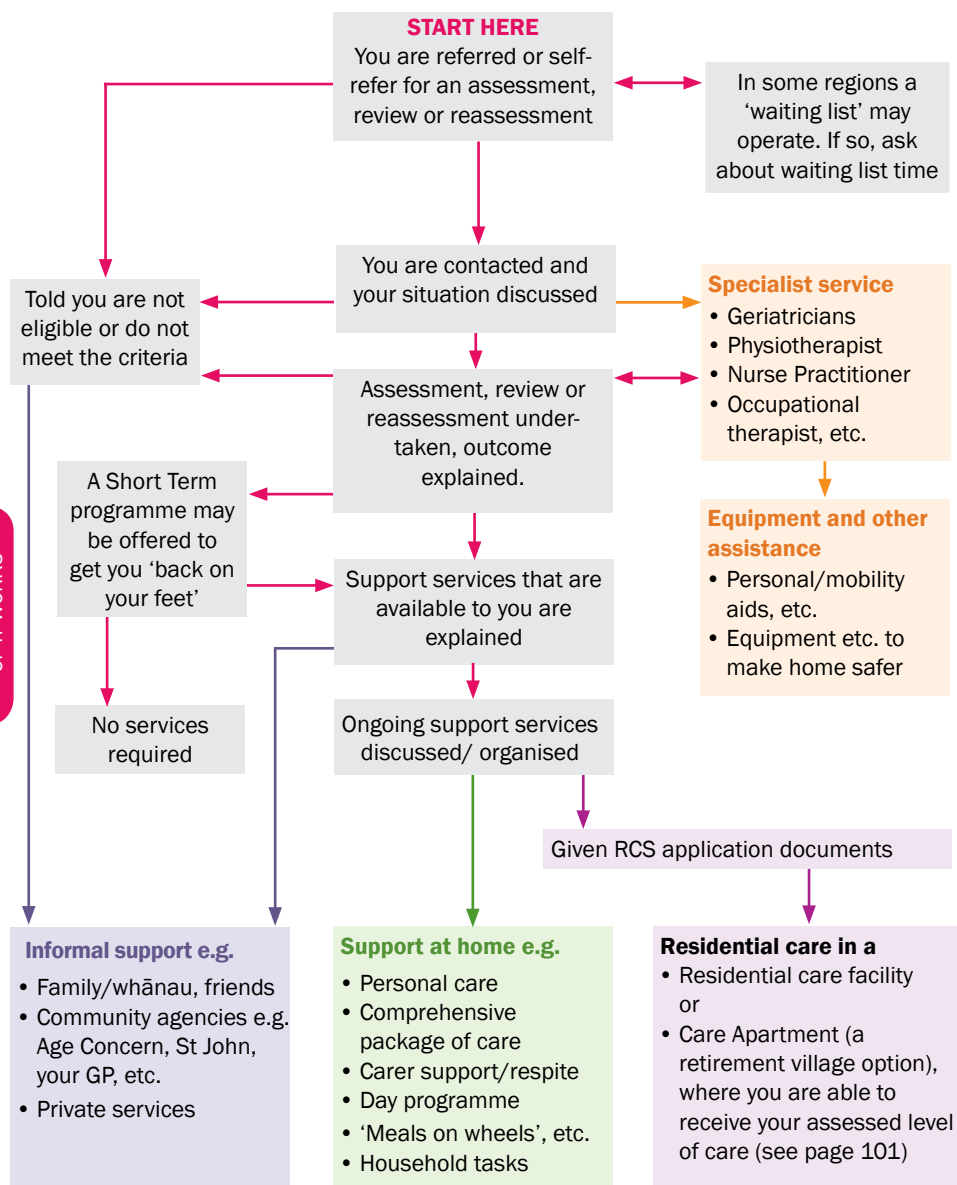 START HERE
You are referred or self-
refer for an assessment,
review or reassessment
In some regions a
‘waiting list’ may
operate. If so, ask
about waiting list time
You are contacted and
your situation discussed
Told you are not
eligible or do not
meet the criteria
Specialist service
• Geriatricians
• Physiotherapist
• Nurse Practitioner
• Occupational
therapist, etc.
Assessment, review or
reassessment under-
taken, outcome
explained.
A Short Term
programme may
be offered to
get you ‘back on
your feet’
Equipment and other
assistance
• Personal/mobility
aids, etc.
• Equipment etc. to
make home safer
Support services that are
available to you are
explained
No services
required
Ongoing support services
discussed/ organised
Given RCS application documents
Informal support e.g.
• Family/whānau, friends
• Community agencies e.g.
Age Concern, St John,
your GP, etc.
• Private services
Support at home e.g.
• Personal care
• Comprehensive
package of care
• Carer support/respite
• Day programme
• ‘Meals on wheels’, etc.
• Household tasks
Residential care in a
• Residential care facility
or
• Care Apartment (a
retirement village option),
where you are able to
receive your assessed level
of care (see page 101)